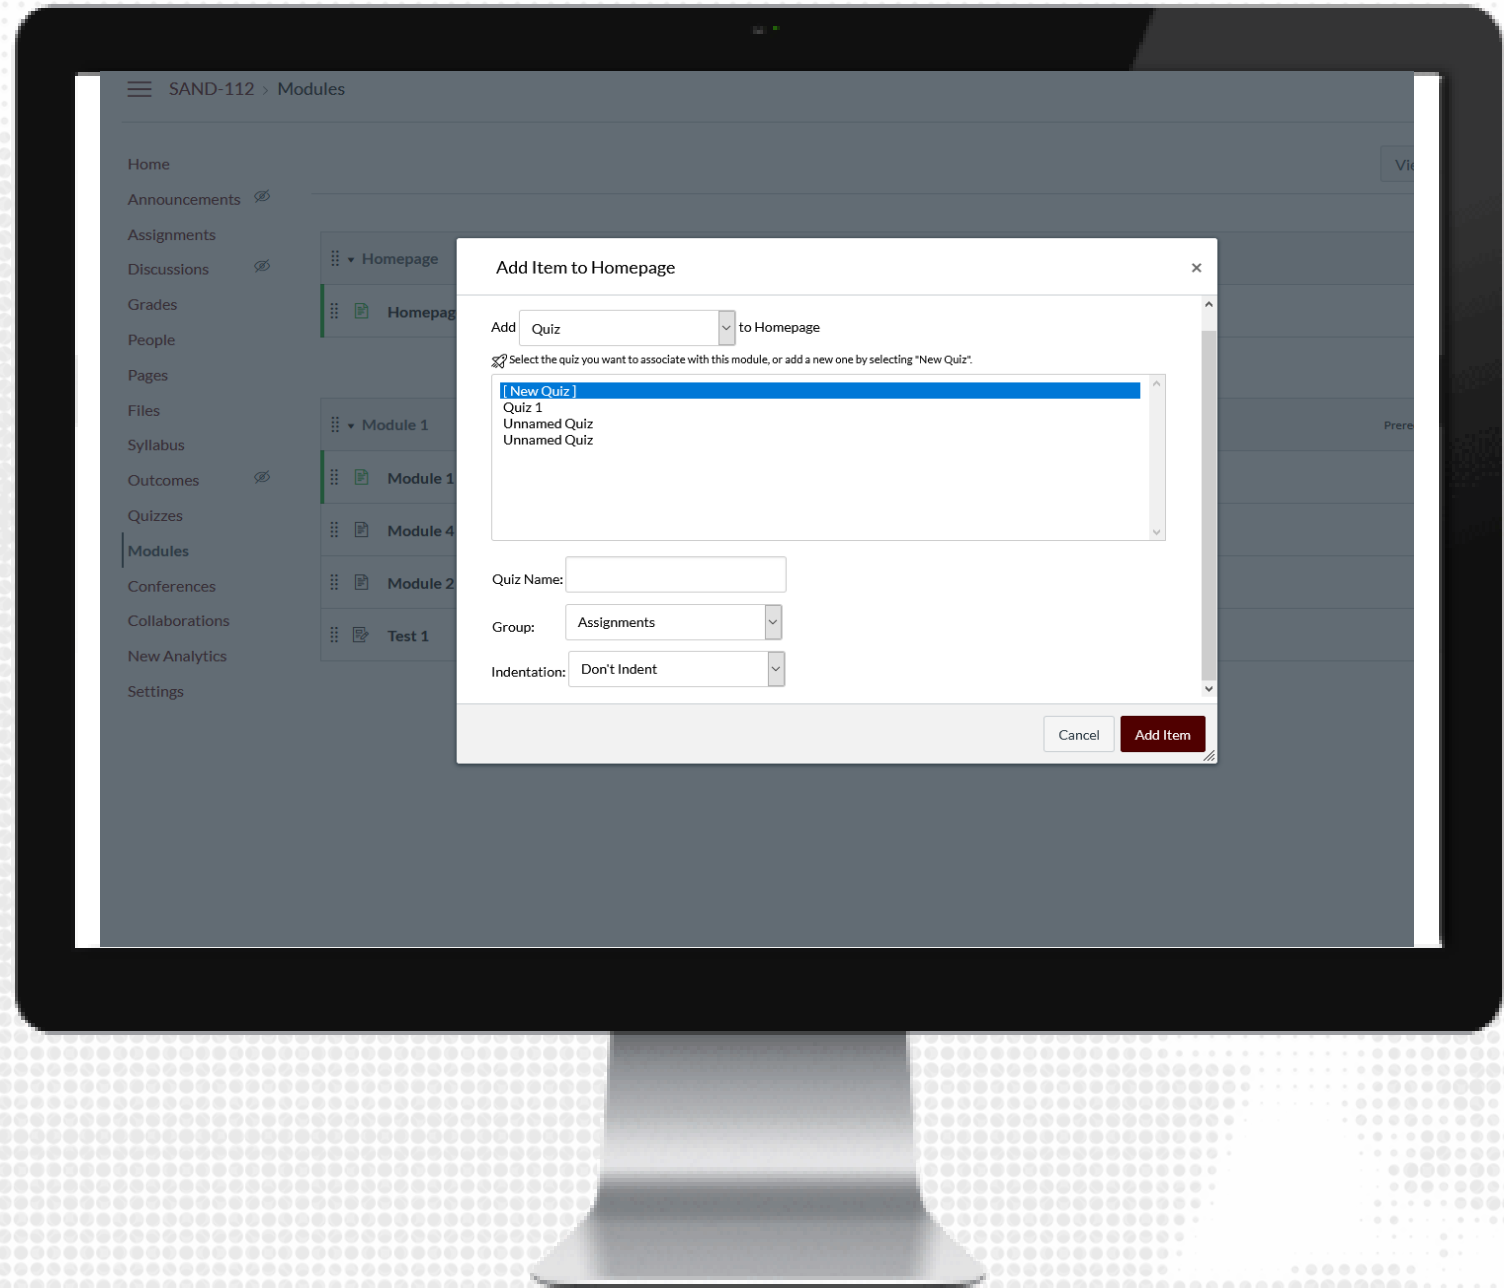 SAND-112 > Modules
Home
Announcements
Assignments
Discussions
Grades
People
Pages
Files
Syllabus
Outcomes
Quizzes
Modules
Conferences
Collaborations
New Analytics
Settings
Homepage
Module 1
Module 1
Module 4
Module 2
Test 1
Add Item to Homepage
×
Add Quiz to Homepage
Select the quiz you want to associate with this module, or add a new one by selecting "New Quiz".
[ New Quiz ]
Quiz 1
Unnamed Quiz
Unnamed Quiz
Quiz Name:
Group: Assignments
Indentation: Don't Indent
Cancel Add Item